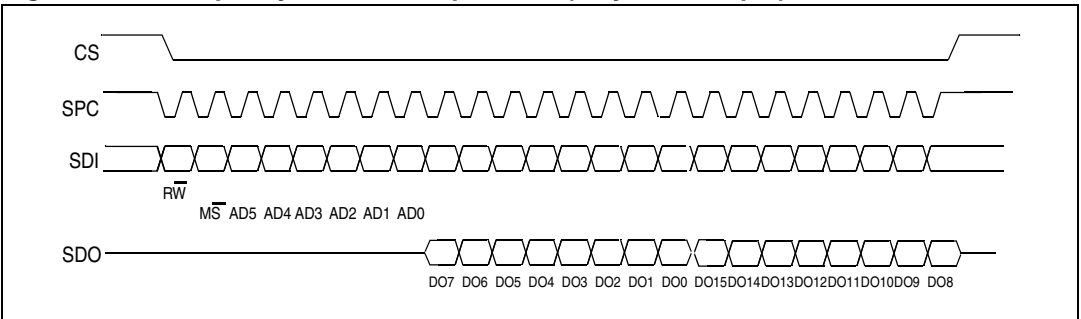 CS
SPC
SDI
RW̅
MS̅ AD5 AD4 AD3 AD2 AD1 AD0
SDO
DO7 DO6 DO5 DO4 DO3 DO2 DO1 DO0 DO15 DO14 DO13 DO12 DO11 DO10 DO9 DO8